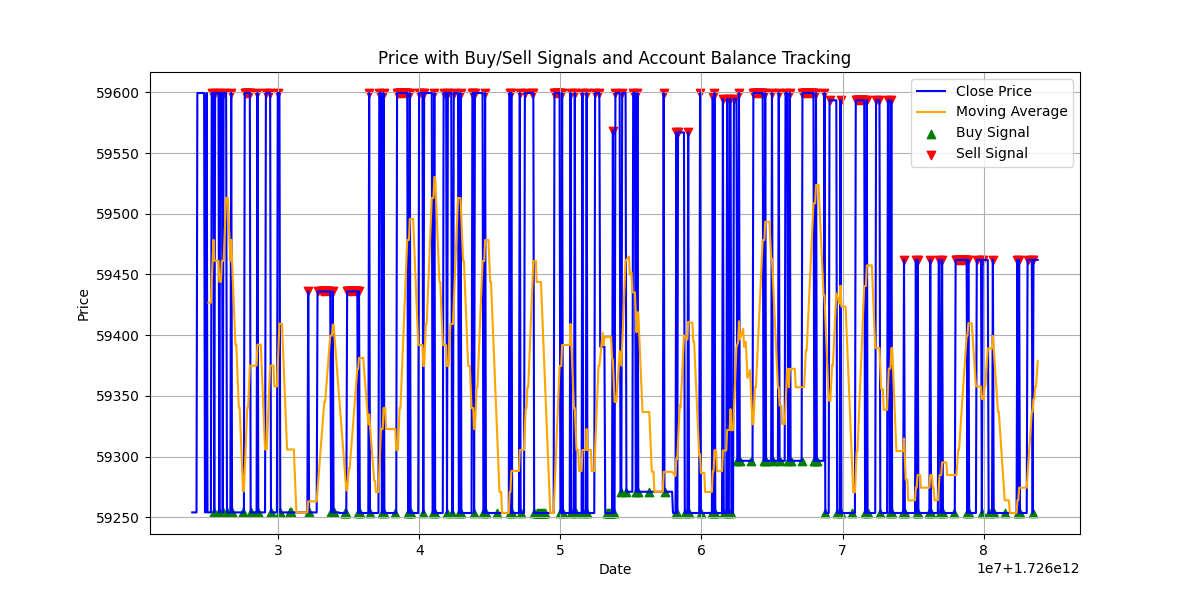 Price with Buy/Sell Signals and Account Balance Tracking
59600
59550
59500
59450
59400
59350
59300
59250
Price
Close Price
Moving Average
Buy Signal
Sell Signal
3 4 5 6 7 8
Date
1e7+1.726e12